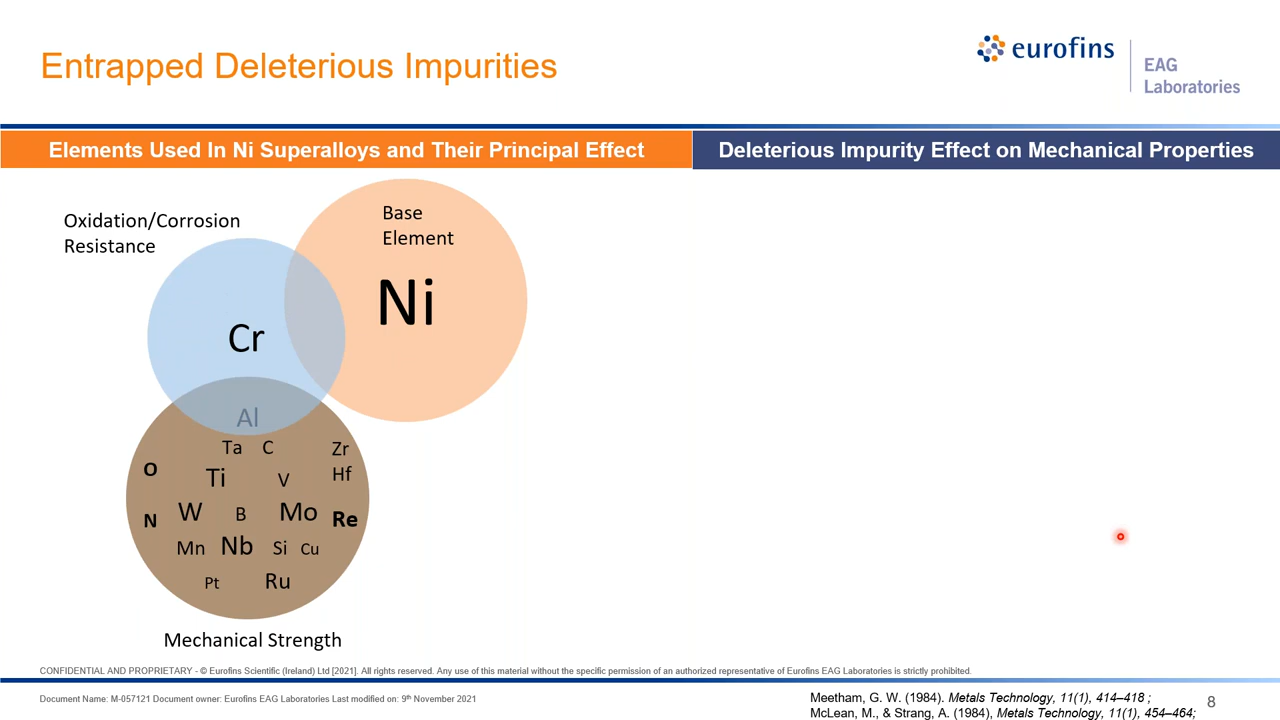 Entrapped Deleterious Impurities
eurofins
EAG
Laboratories
Elements Used In Ni Superalloys and Their Principal Effect
Deleterious Impurity Effect on Mechanical Properties
Oxidation/Corrosion
Resistance
Base
Element
Ni
Cr
Al
Ta C Zr
O Ti V Hf
N W B Mo Re
Mn Nb Si Cu
Pt Ru
Mechanical Strength
CONFIDENTIAL AND PROPRIETARY - © Eurofins Scientific (Ireland) Ltd [2021]. All rights reserved. Any use of this material without the specific permission of an authorized representative of Eurofins EAG Laboratories is strictly prohibited.
Document Name: M-057121 Document owner: Eurofins EAG Laboratories Last modified on: 9th November 2021
Meetham, G. W. (1984). Metals Technology, 11(1), 414–418 ;
McLean, M., & Strang, A. (1984), Metals Technology, 11(1), 454–464;
8